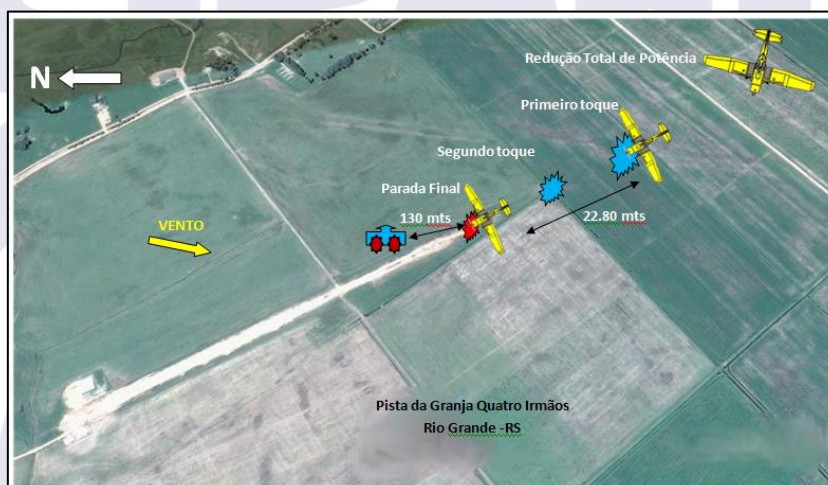 N
Redução Total de Potência
Primeiro toque
Segundo toque
Parada Final
130 mts
22.80 mts
VENTO
Pista da Granja Quatro Irmãos
Rio Grande -RS